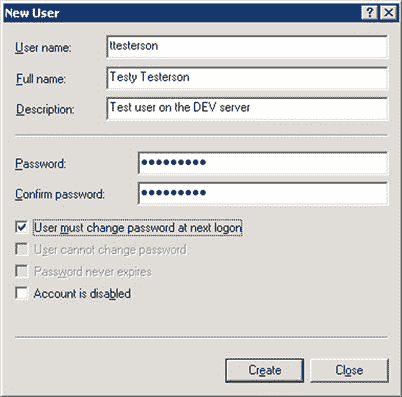 New User
User name: ttesterson
Full name: Testy Testerson
Description: Test user on the DEV server
Password: ●●●●●●●●●
Confirm password: ●●●●●●●●●
User must change password at next logon
User cannot change password
Password never expires
Account is disabled
Create Close